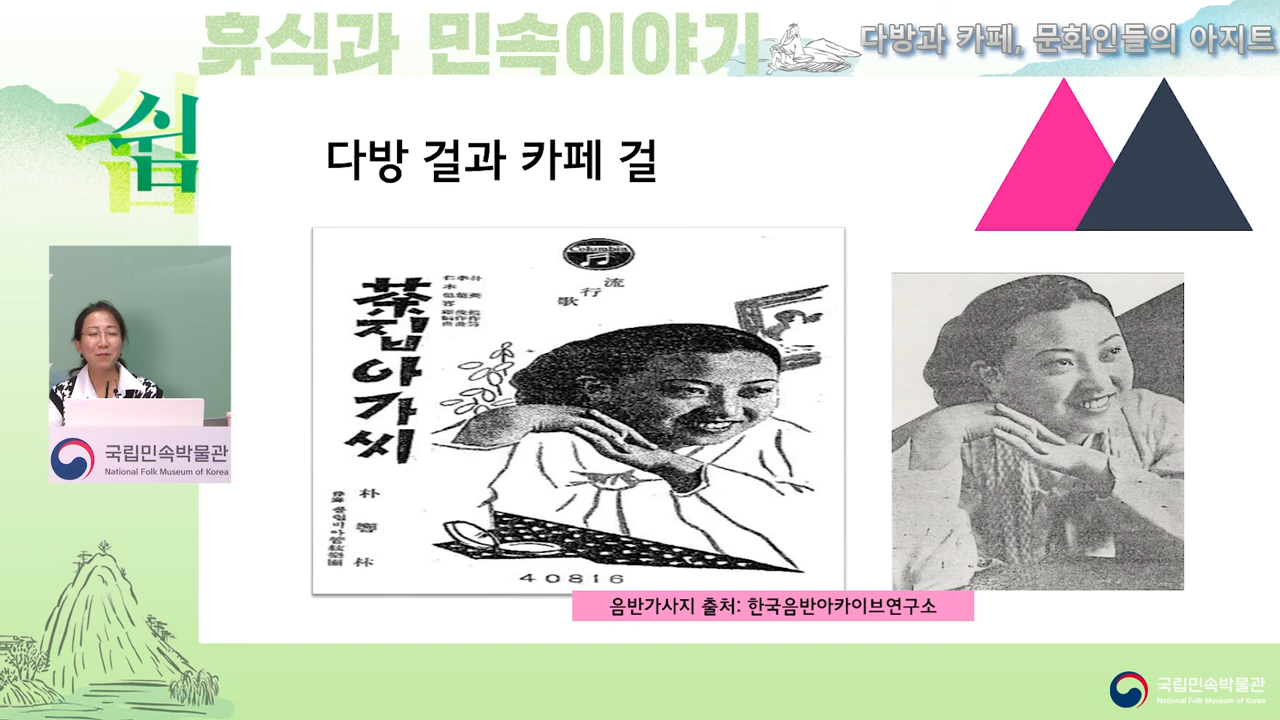 휴식과 민속이야기
다방과 카페, 문화인들의 아지트
쉼
다방 걸과 카페 걸
Columbia
流
行
歌
茶집아가씨
朴
響
林
40816
음반가사지 출처: 한국음반아카이브연구소
국립민속박물관
National Folk Museum of Korea
국립민속박물관
National Folk Museum of Korea